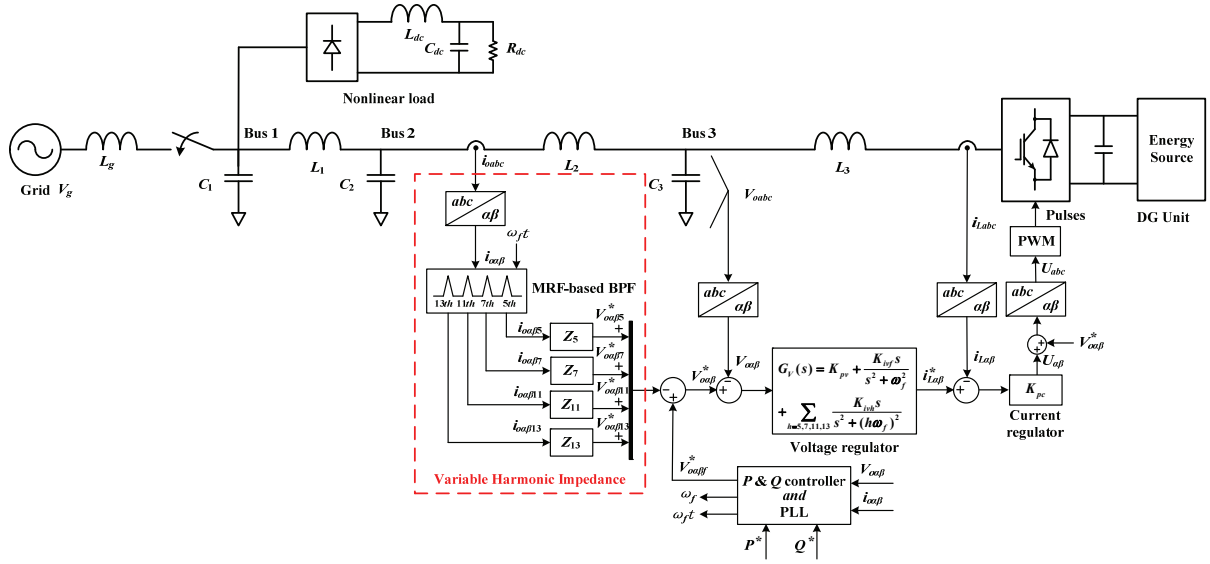 L_dc
C_dc
R_dc
Nonlinear load
Bus 1
Bus 2
Bus 3
L_g
L_1
L_2
L_3
Grid V_g
C_1
C_2
C_3
i_oabc
V_oabc
i_Labc
Energy
Source
DG Unit
Pulses
PWM
U_abc
abc
αβ
ω_f t
i_oαβ
MRF-based BPF
13th 11th 7th 5th
abc
αβ
abc
αβ
abc
αβ
i_oαβ5
Z_5
V*_oαβ5
+
i_oαβ7
Z_7
V*_oαβ7
+
i_oαβ11
Z_11
V*_oαβ11
+
i_oαβ13
Z_13
V*_oαβ13
+
Variable Harmonic Impedance
-
+
V*_oαβ
V_oαβ
+
-
G_V(s) = K_pv + K_ivf s / s² + ω_f²
+ Σ_h=5,7,11,13 K_ivh s / s² + (hω_f)²
Voltage regulator
i*_Lαβ
i_Lαβ
+
-
K_pc
Current
regulator
U_αβ
+
+
V*_oαβ
V*_oαβf
ω_f
ω_f t
P & Q controller
and
PLL
V_oαβ
i_oαβ
P*
Q*